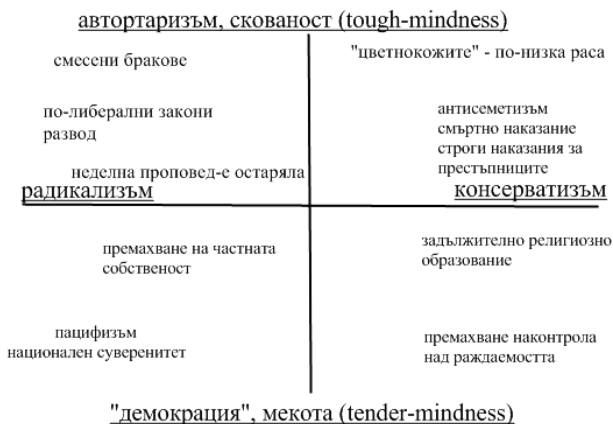 автортаризъм, скованост (tough-mindness)
смесени бракове
"цветнокожите" - по-низка раса
по-либерални закони
развод
антисеметизъм
смъртно наказание
строги наказания за
престъпниците
неделна проповед-е остаряла
радикализъм
консерватизъм
премахване на частната
собственост
задължително религиозно
образование
пацифизъм
национален суверенитет
премахване наконтрола
над раждаемостта
"демокрация", мекота (tender-mindness)